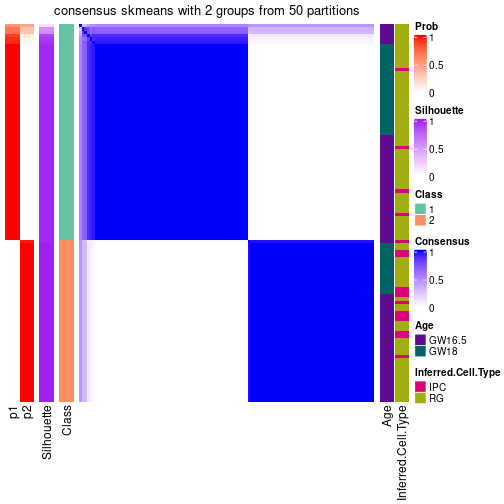 consensus skmeans with 2 groups from 50 partitions
Prob
1
0.5
0
Silhouette
1
0.5
0
Class
1
2
Consensus
1
0.5
0
Age
GW16.5
GW18
Inferred.Cell.Type
IPC
RG
p1
p2
Silhouette
Class
Age
Inferred.Cell.Type